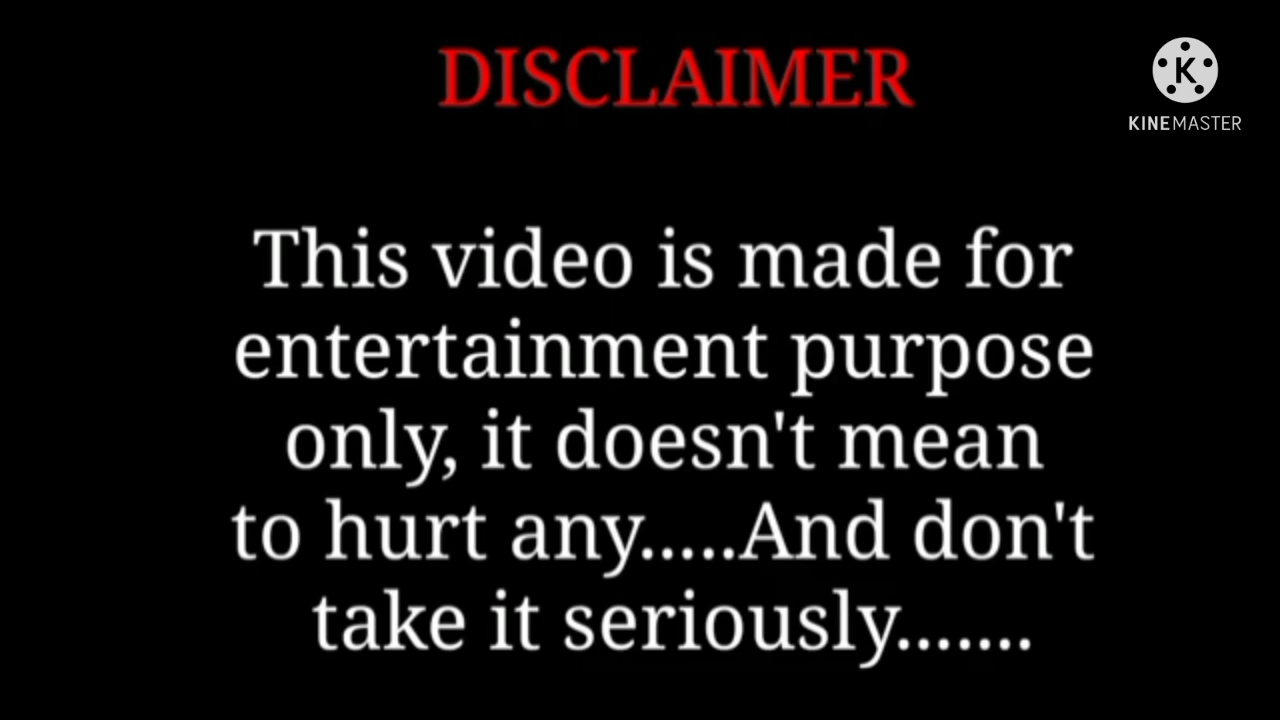 DISCLAIMER
K
KINEMASTER
This video is made for
entertainment purpose
only, it doesn't mean
to hurt any.....And don't
take it seriously.......